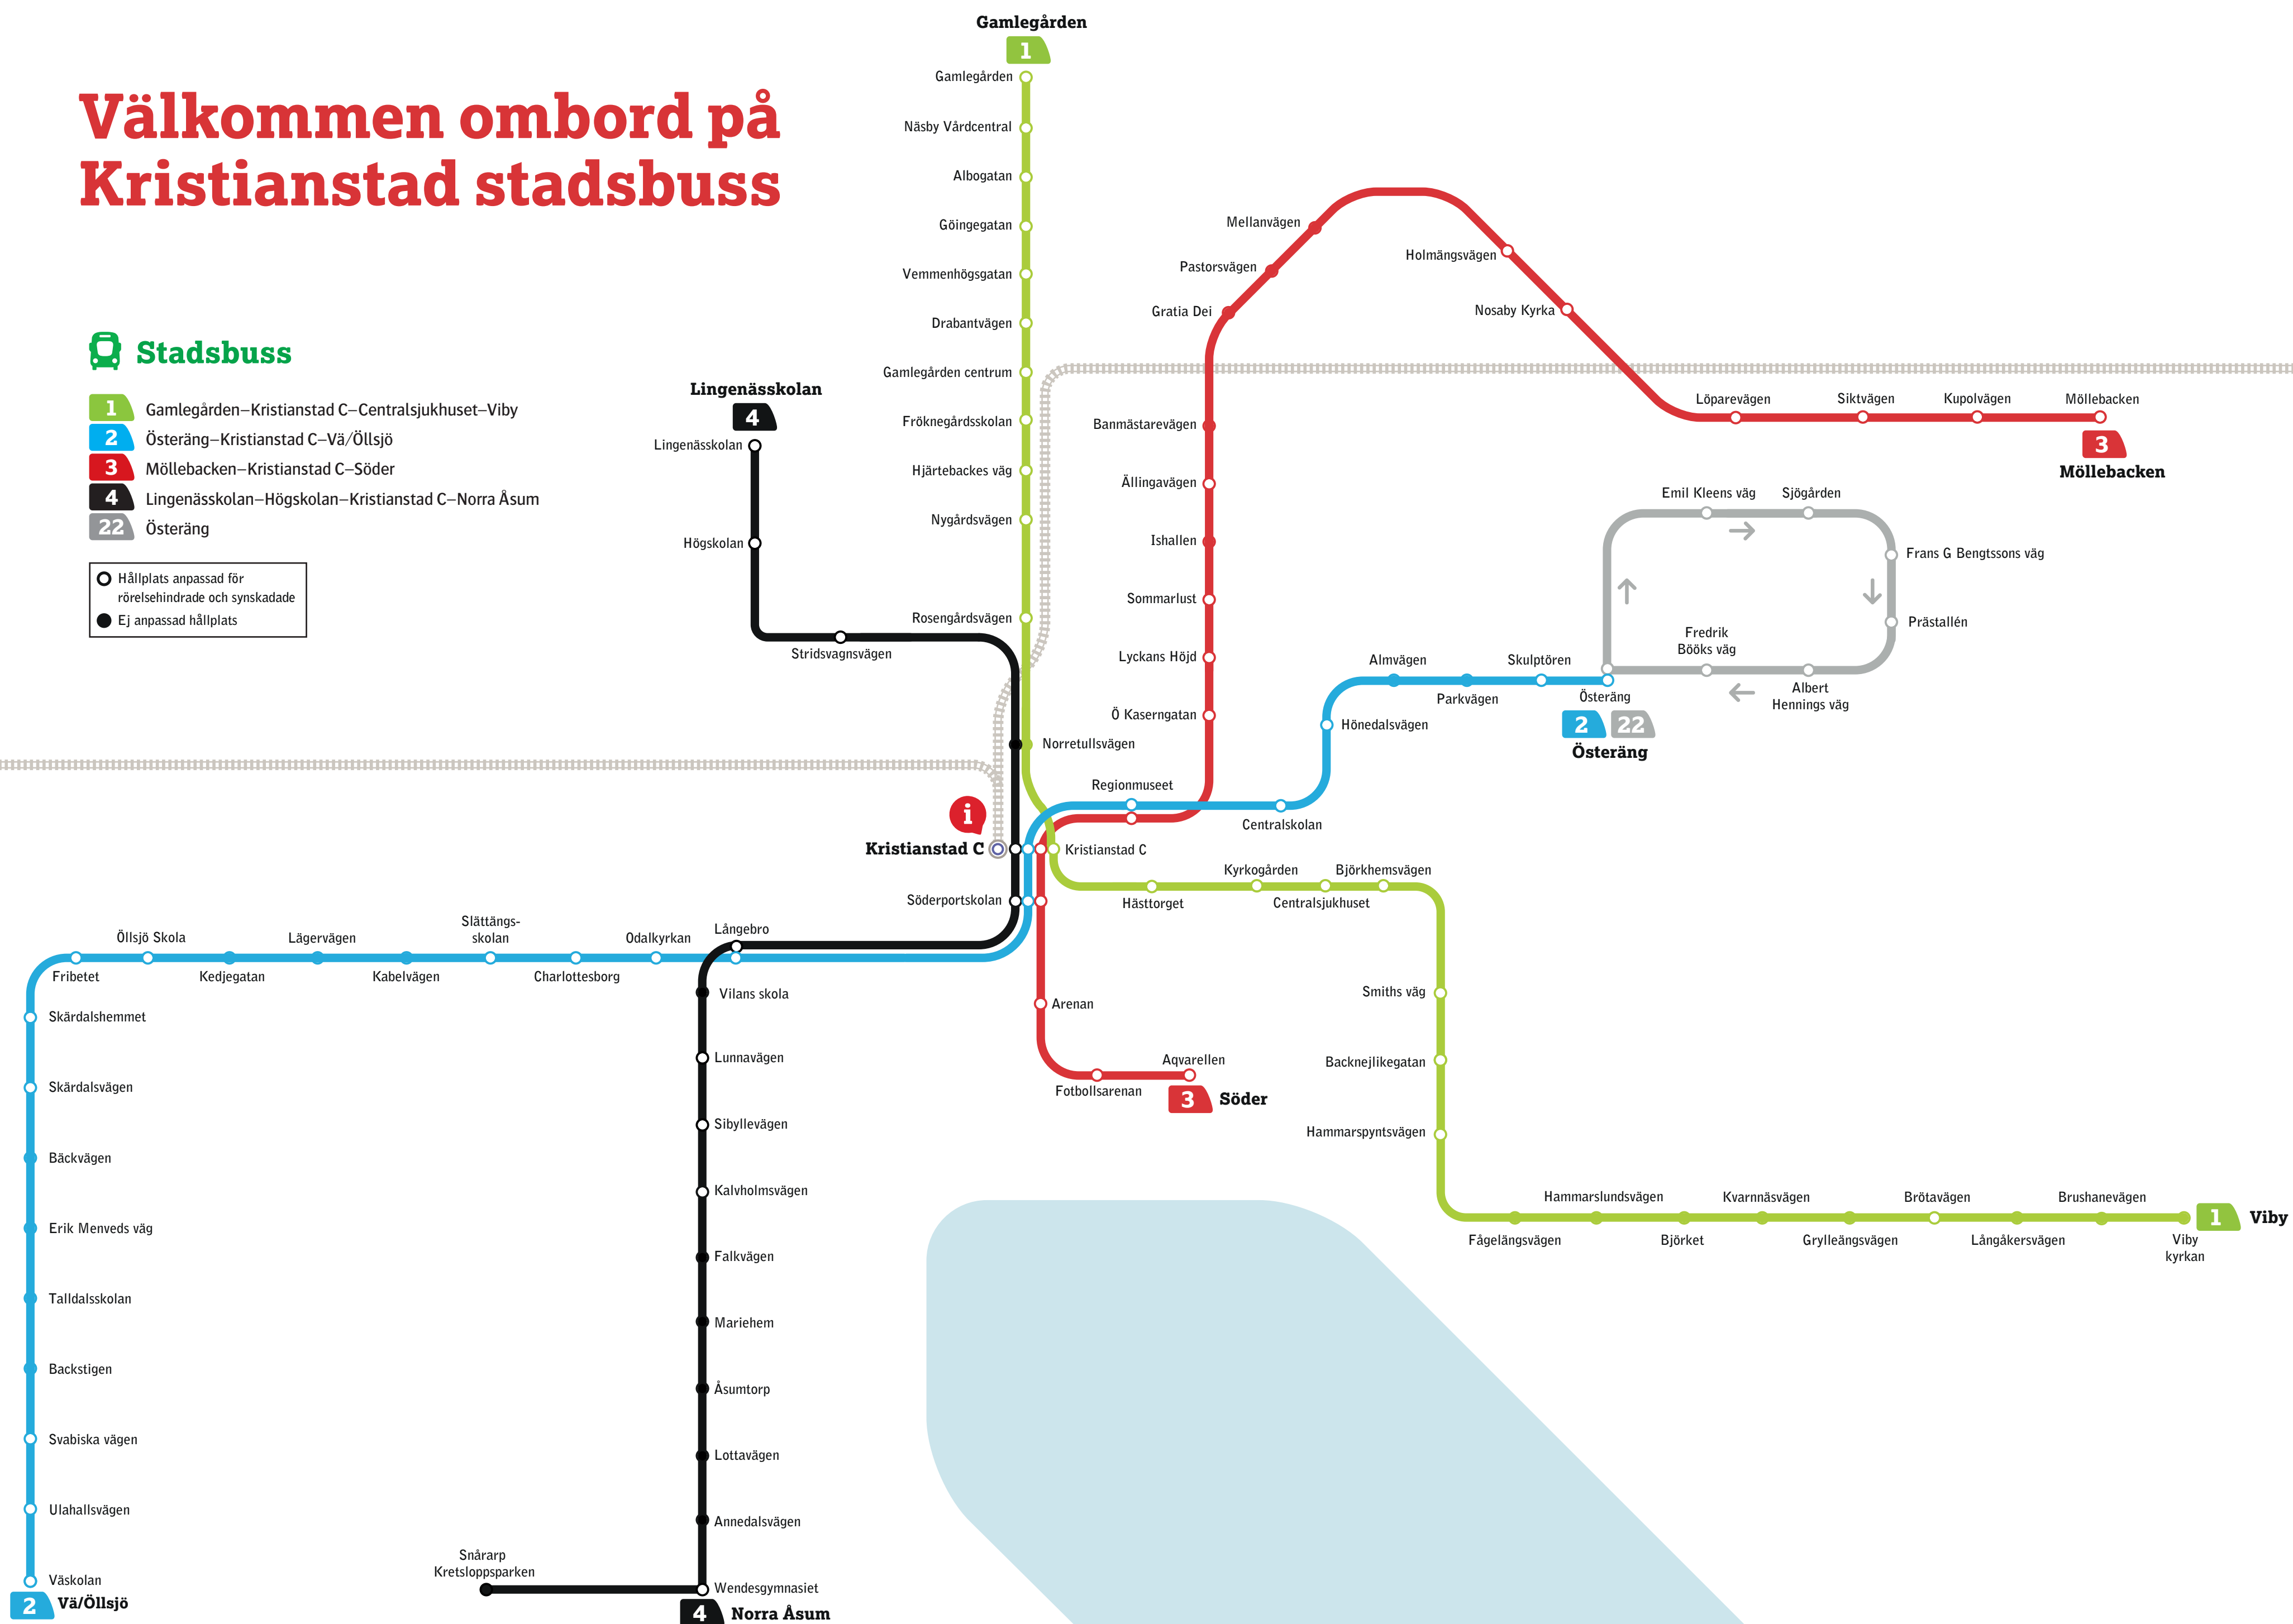 Välkommen ombord på
Kristianstad stadsbuss
Stadsbuss
1 Gamlegården–Kristianstad C–Centralsjukhuset–Viby
2 Österäng–Kristianstad C–Vä/Öllsjö
3 Möllebacken–Kristianstad C–Söder
4 Lingenässkolan–Högskolan–Kristianstad C–Norra Åsum
22 Österäng
Hållplats anpassad för
rörelsehindrade och synskadade
Ej anpassad hållplats
Gamlegården
1
Gamlegården
Näsby Vårdcentral
Albogatan
Göingegatan
Vemmenhögsgatan
Drabantvägen
Gamlegården centrum
Fröknegårdsskolan
Hjärtebackes väg
Nygårdsvägen
Rosengårdsvägen
Norretullsvägen
Lingenässkolan
4
Lingenässkolan
Högskolan
Stridsvagnsvägen
Mellanvägen
Pastorsvägen
Gratia Dei
Holmängsvägen
Nosaby Kyrka
Löparevägen
Siktvägen
Kupolvägen
Möllebacken
3
Möllebacken
Banmästarevägen
Ällingavägen
Ishallen
Sommarlust
Lyckans Höjd
Ö Kaserngatan
Regionmuseet
Centralskolan
Hönedalsvägen
Almvägen
Parkvägen
Skulptören
Österäng
2 22
Österäng
Emil Kleens väg
Sjögården
Frans G Bengtssons väg
Prästallén
Albert
Hennings väg
Fredrik
Bööks väg
i
Kristianstad C
Kristianstad C
Söderportskolan
Hästtorget
Kyrkogården
Centralsjukhuset
Björkhemsvägen
Smiths väg
Backnejlikegatan
Hammarspyntsvägen
Fågelängsvägen
Hammarslundsvägen
Björket
Kvarnnäsvägen
Grylleängsvägen
Brötavägen
Långåkersvägen
Brushanevägen
Viby
kyrkan
1 Viby
Arenan
Fotbollsarenan
Aqvarellen
3 Söder
Långebro
Odalkyrkan
Charlottesborg
Slättängs-
skolan
Kabelvägen
Lägervägen
Kedjegatan
Öllsjö Skola
Fribetet
Skärdalshemmet
Skärdalsvägen
Bäckvägen
Erik Menveds väg
Talldalsskolan
Backstigen
Svabiska vägen
Ulahallsvägen
Väskolan
2 Vä/Öllsjö
Vilans skola
Lunnavägen
Sibyllevägen
Kalvholmsvägen
Falkvägen
Mariehem
Åsumtorp
Lottavägen
Annedalsvägen
Wendesgymnasiet
Snårarp
Kretsloppsparken
4 Norra Åsum